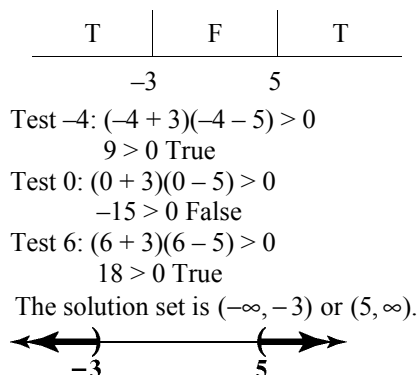 T F T
–3 5
Test –4: (–4 + 3)(–4 – 5) > 0
9 > 0 True
Test 0: (0 + 3)(0 – 5) > 0
–15 > 0 False
Test 6: (6 + 3)(6 – 5) > 0
18 > 0 True
The solution set is (–∞, – 3) or (5, ∞).
) (
–3 5